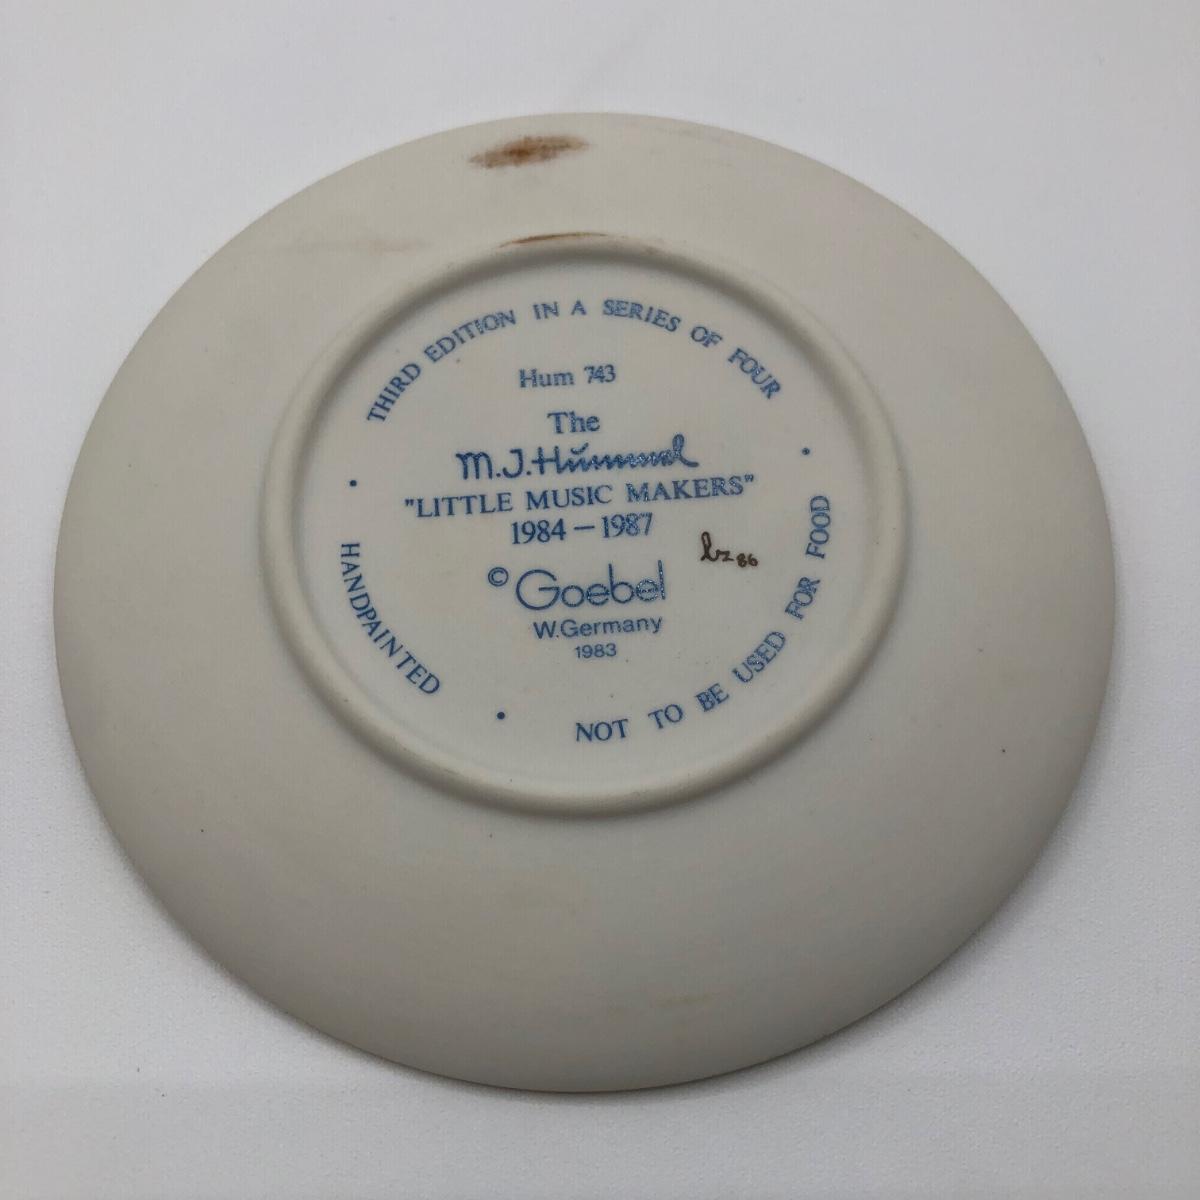 THIRD EDITION IN A SERIES OF FOUR
Hum 743
The
M.J.Hummel
"LITTLE MUSIC MAKERS"
1984 – 1987
© Goebel
W.Germany
1983
86
HANDPAINTED
NOT TO BE USED FOR FOOD